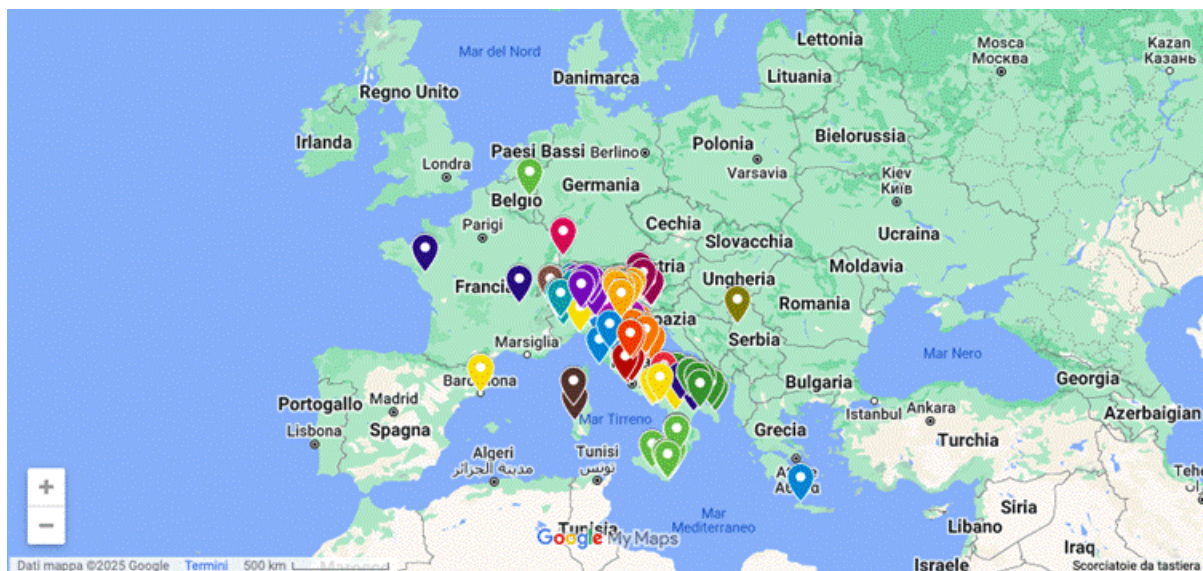 Lettonia
Mosca
Москва
Kazan
Казань
Mar del Nord
Danimarca
Lituania
Regno Unito
Bielorussia
Irlanda
Paesi Bassi
Berlino
Polonia
Varsavia
Londra
Germania
Kiev
Київ
Belgio
Parigi
Cechia
Ucraina
Slovacchia
Francia
Ungheria
Moldavia
Romania
Marsiglia
Serbia
Mar Nero
Barcellona
Bulgaria
Georgia
Portogallo
Madrid
Istanbul
Ankara
Azerbaigian
Lisbona
Spagna
Mar Tirreno
Grecia
Turchia
Algeri
مدينة الجزائر
Tunisi
تونس
Siria
Mar
Mediterraneo
Libano
Tunisia
Google My Maps
Iraq
Israele
+
−
Dati mappa ©2025 Google
Termini
500 km
Scorciatoie da tastiera